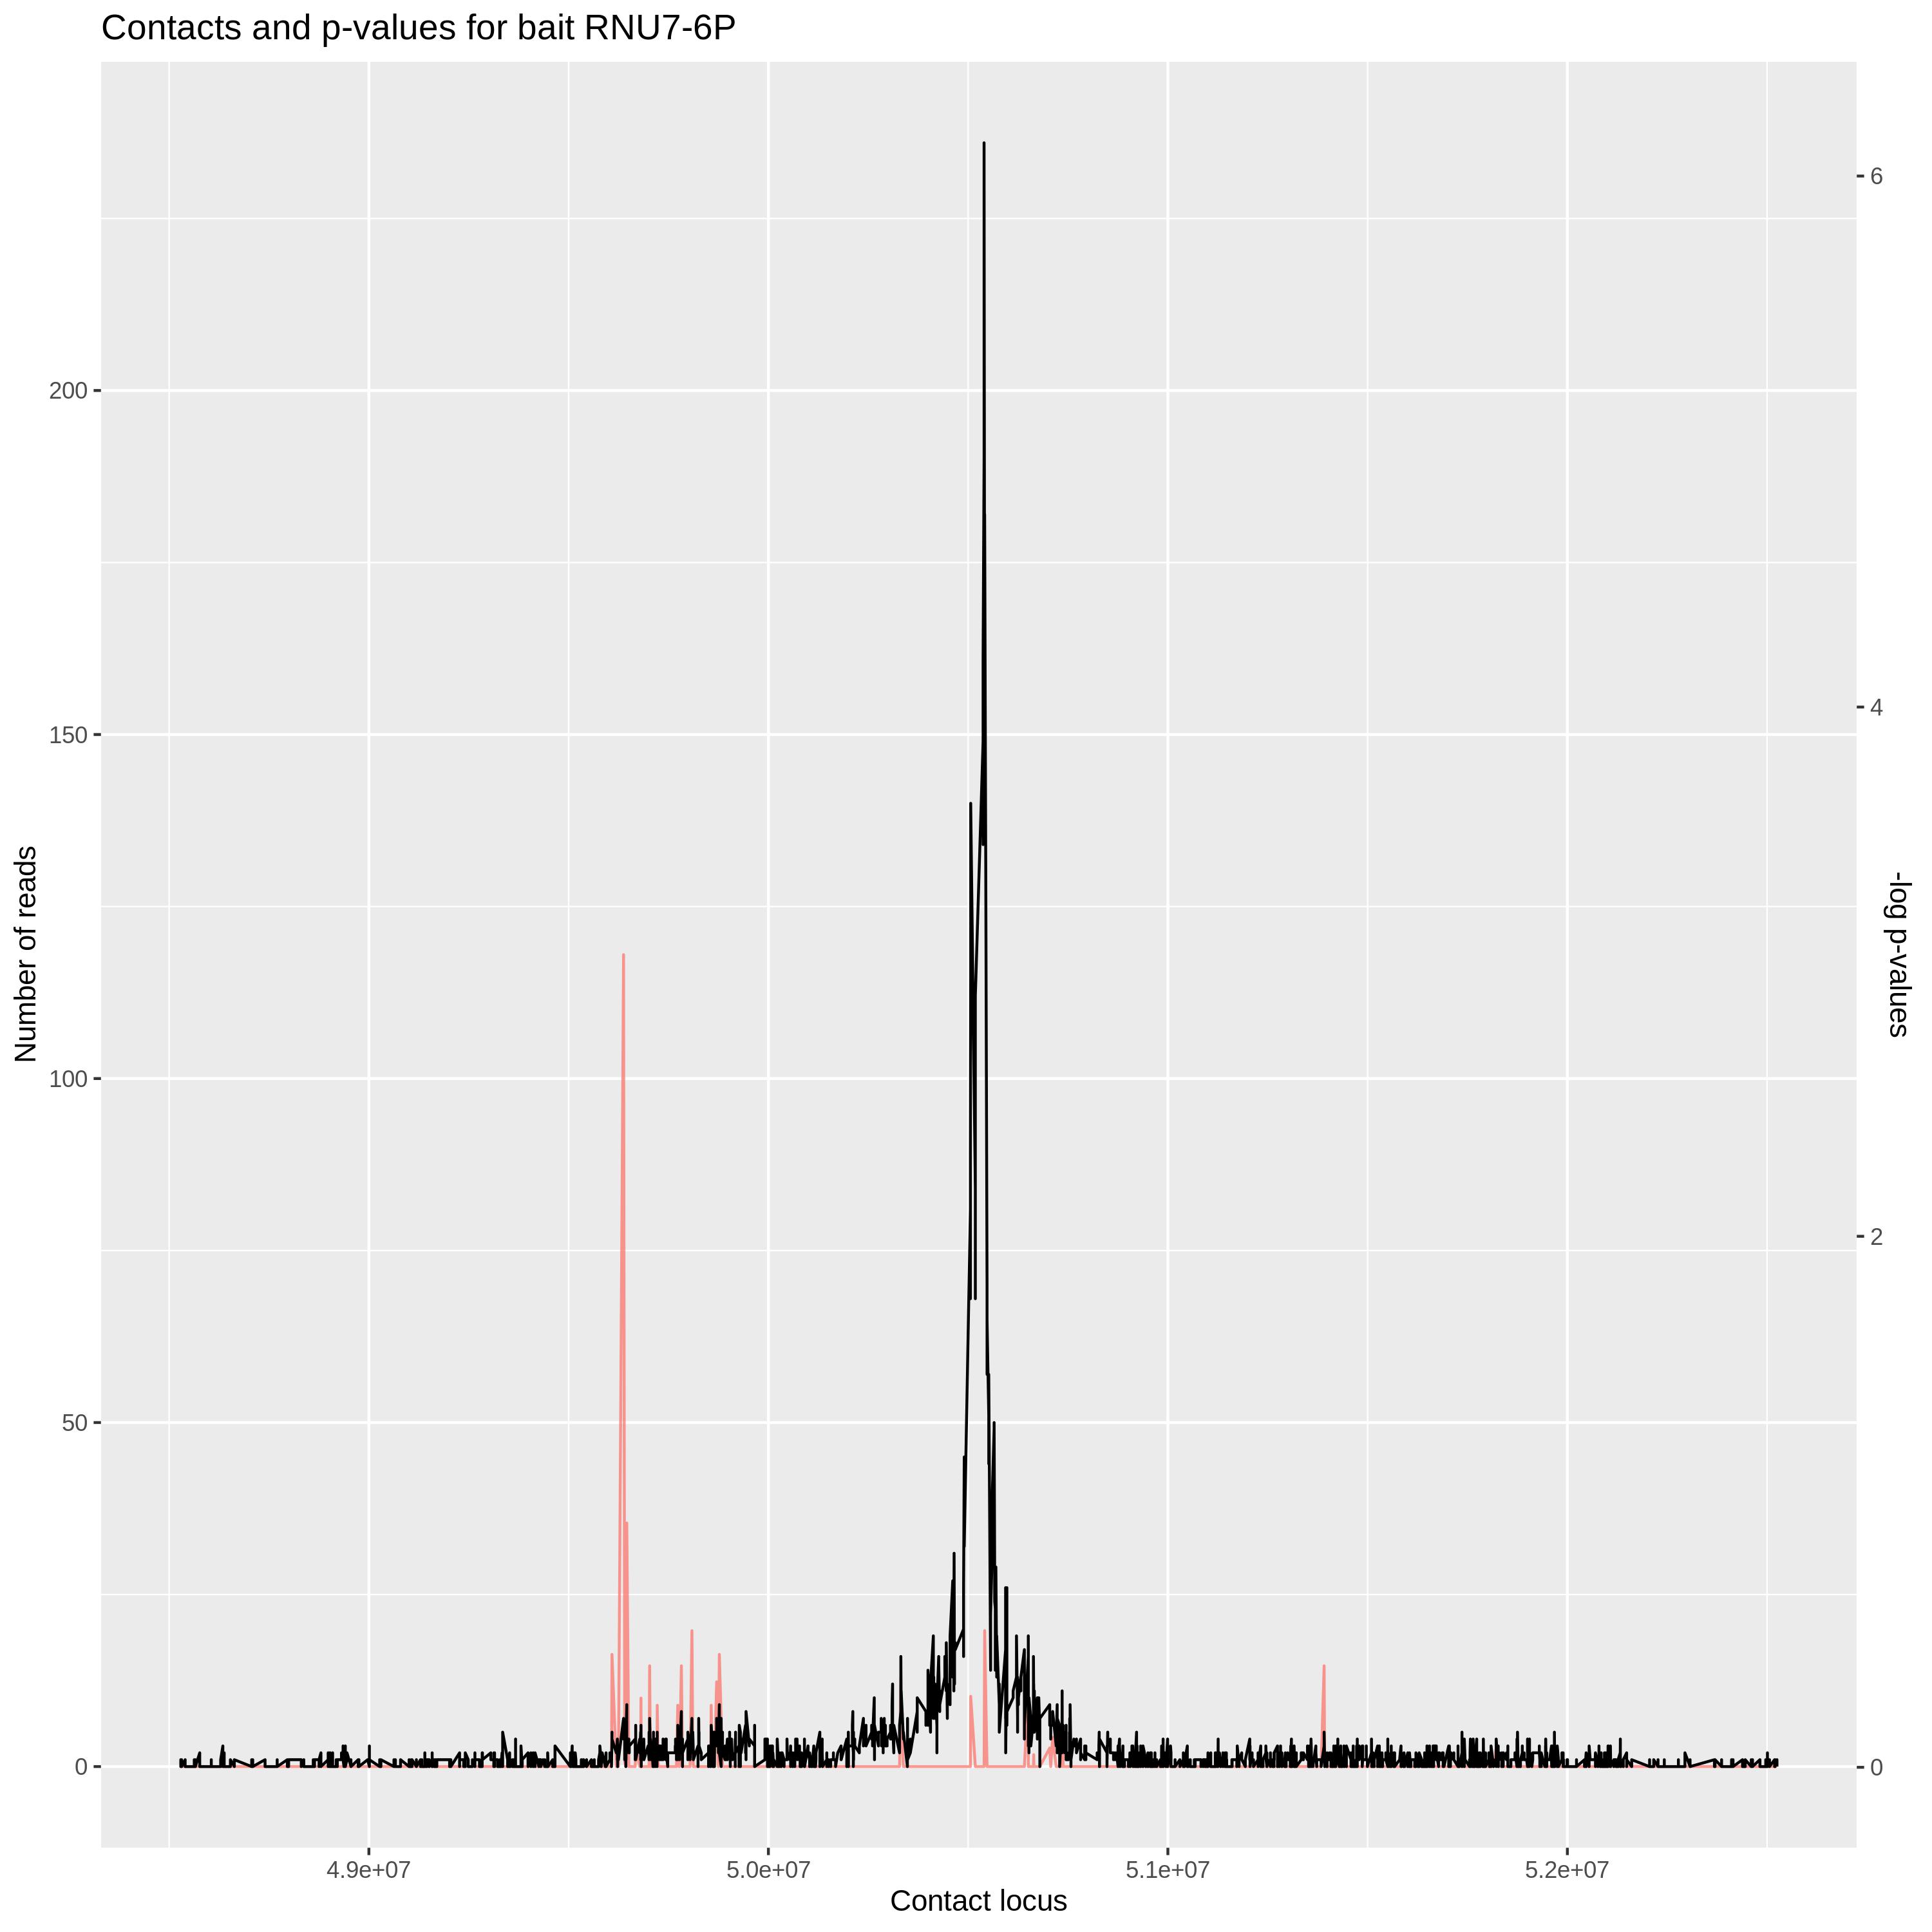 Contacts and p-values for bait RNU7-6P
Number of reads
200
150
100
50
0
6
4
2
0
-log p-values
4.9e+07 5.0e+07 5.1e+07 5.2e+07
Contact locus